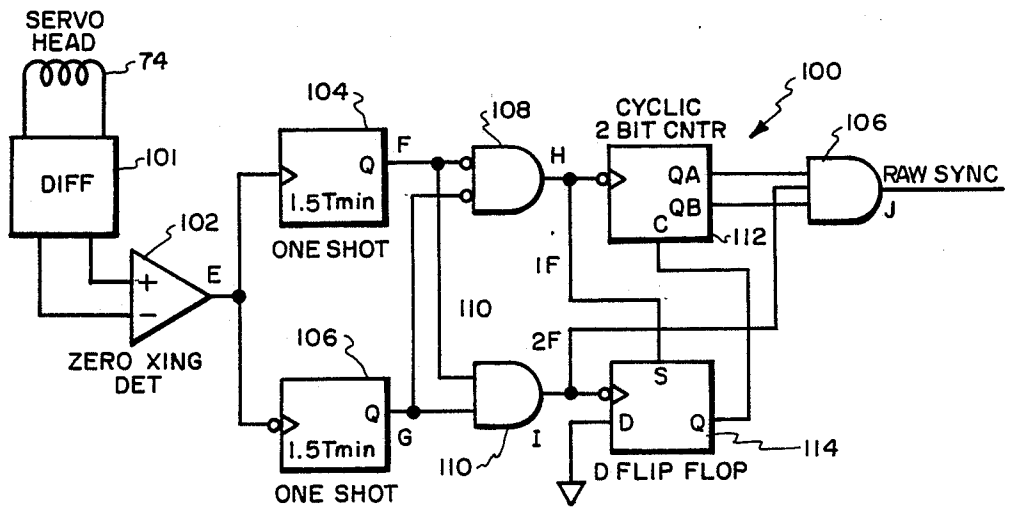 SERVO
HEAD
74
DIFF
101
102
E
+
−
ZERO XING
DET
104
Q
1.5Tmin
ONE SHOT
F
106
Q
1.5Tmin
ONE SHOT
G
108
H
110
1F
2F
I
110
CYCLIC
2 BIT CNTR
QA
QB
C
112
100
106
RAW SYNC
J
S
D
Q
114
D FLIP FLOP